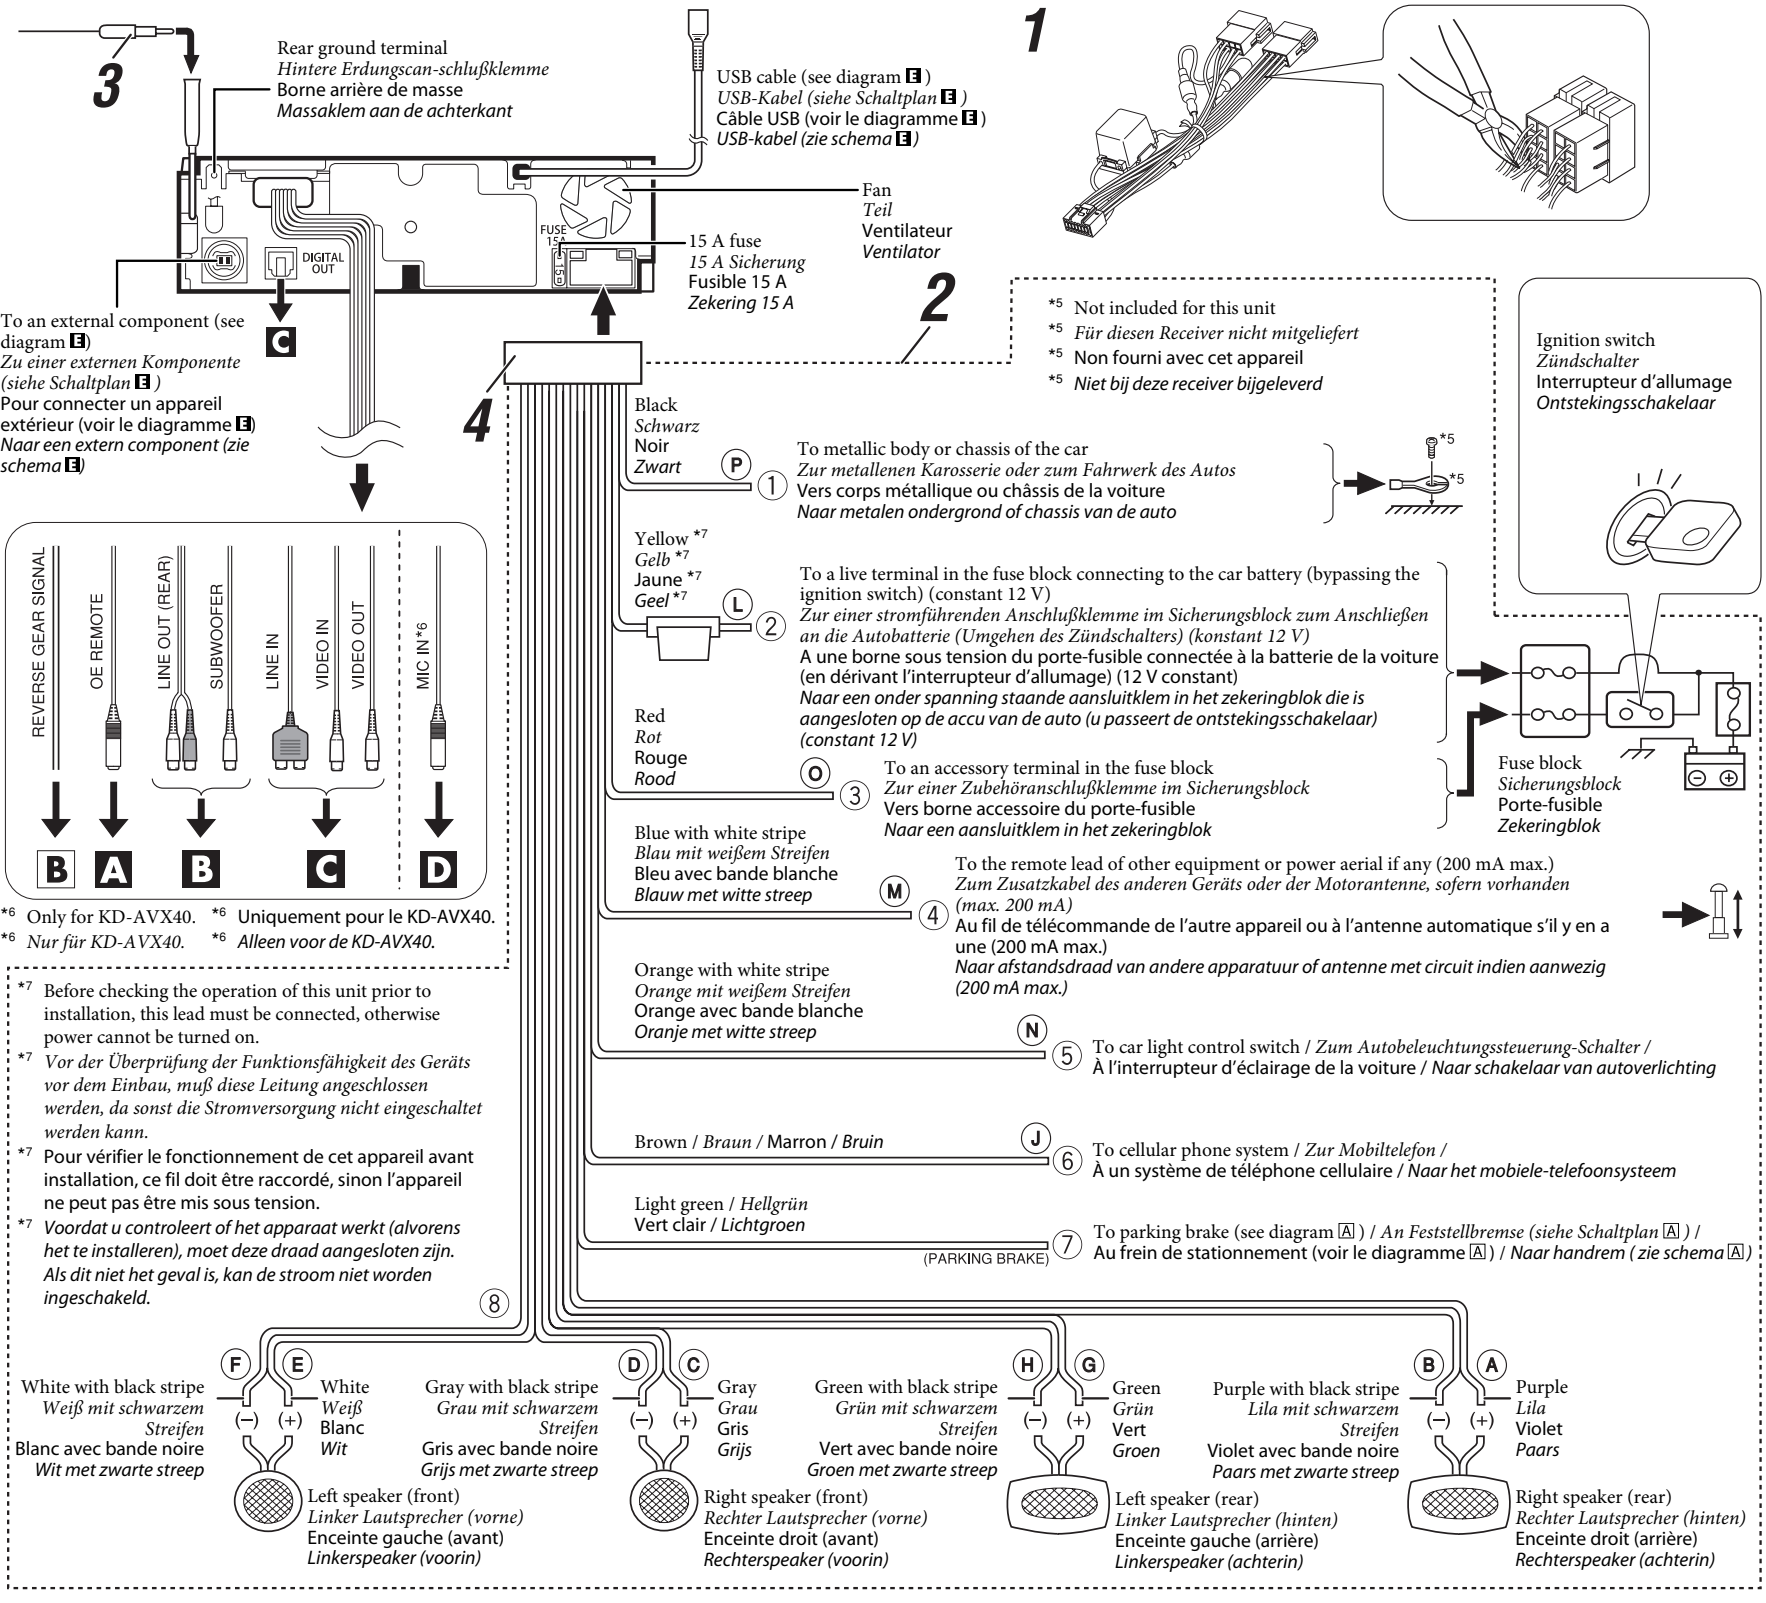 3
Rear ground terminal
Hintere Erdungscan-schlußklemme
Borne arrière de masse
Massaklem aan de achterkant
USB cable (see diagram E )
USB-Kabel (siehe Schaltplan E )
Câble USB (voir le diagramme E )
USB-kabel (zie schema E )
1
Fan
Teil
Ventilateur
Ventilator
FUSE
15A
15
DIGITAL
OUT
15 A fuse
15 A Sicherung
Fusible 15 A
Zekering 15 A
2
To an external component (see
diagram E)
Zu einer externen Komponente
(siehe Schaltplan E )
Pour connecter un appareil
extérieur (voir le diagramme E)
Naar een extern component (zie
schema E)
C
4
*5 Not included for this unit
*5 Für diesen Receiver nicht mitgeliefert
*5 Non fourni avec cet appareil
*5 Niet bij deze receiver bijgeleverd
Ignition switch
Zündschalter
Interrupteur d'allumage
Ontstekingsschakelaar
Black
Schwarz
Noir
Zwart
P
1
To metallic body or chassis of the car
Zur metallenen Karosserie oder zum Fahrwerk des Autos
Vers corps métallique ou châssis de la voiture
Naar metalen ondergrond of chassis van de auto
*5
*5
Yellow *7
Gelb *7
Jaune *7
Geel *7
L
2
To a live terminal in the fuse block connecting to the car battery (bypassing the
ignition switch) (constant 12 V)
Zur einer stromführenden Anschlußklemme im Sicherungsblock zum Anschließen
an die Autobatterie (Umgehen des Zündschalters) (konstant 12 V)
A une borne sous tension du porte-fusible connectée à la batterie de la voiture
(en dérivant l'interrupteur d'allumage) (12 V constant)
Naar een onder spanning staande aansluitklem in het zekeringblok die is
aangesloten op de accu van de auto (u passeert de ontstekingsschakelaar)
(constant 12 V)
Red
Rot
Rouge
Rood
O
3
To an accessory terminal in the fuse block
Zur einer Zubehöranschlußklemme im Sicherungsblock
Vers borne accessoire du porte-fusible
Naar een aansluitklem in het zekeringblok
Fuse block
Sicherungsblock
Porte-fusible
Zekeringblok
REVERSE GEAR SIGNAL
OE REMOTE
LINE OUT (REAR)
SUBWOOFER
LINE IN
VIDEO IN
VIDEO OUT
MIC IN*6
B
A
B
C
D
*6 Only for KD-AVX40.
*6 Uniquement pour le KD-AVX40.
*6 Nur für KD-AVX40.
*6 Alleen voor de KD-AVX40.
Blue with white stripe
Blau mit weißem Streifen
Bleu avec bande blanche
Blauw met witte streep
M
4
To the remote lead of other equipment or power aerial if any (200 mA max.)
Zum Zusatzkabel des anderen Geräts oder der Motorantenne, sofern vorhanden
(max. 200 mA)
Au fil de télécommande de l'autre appareil ou à l'antenne automatique s'il y en a
une (200 mA max.)
Naar afstandsdraad van andere apparatuur of antenne met circuit indien aanwezig
(200 mA max.)
Orange with white stripe
Orange mit weißem Streifen
Orange avec bande blanche
Oranje met witte streep
N
5
To car light control switch / Zum Autobeleuchtungssteuerung-Schalter /
À l'interrupteur d'éclairage de la voiture / Naar schakelaar van autoverlichting
Brown / Braun / Marron / Bruin
J
6
To cellular phone system / Zur Mobiltelefon /
À un système de téléphone cellulaire / Naar het mobiele-telefoonsysteem
Light green / Hellgrün
Vert clair / Lichtgroen
(PARKING BRAKE)
7
To parking brake (see diagram A ) / An Feststellbremse (siehe Schaltplan A ) /
Au frein de stationnement (voir le diagramme A ) / Naar handrem ( zie schema A )
*7 Before checking the operation of this unit prior to
installation, this lead must be connected, otherwise
power cannot be turned on.
*7 Vor der Überprüfung der Funktionsfähigkeit des Geräts
vor dem Einbau, muß diese Leitung angeschlossen
werden, da sonst die Stromversorgung nicht eingeschaltet
werden kann.
*7 Pour vérifier le fonctionnement de cet appareil avant
installation, ce fil doit être raccordé, sinon l'appareil
ne peut pas être mis sous tension.
*7 Voordat u controleert of het apparaat werkt (alvorens
het te installeren), moet deze draad aangesloten zijn.
Als dit niet het geval is, kan de stroom niet worden
ingeschakeld.
8
F
E
White with black stripe
Weiß mit schwarzem
Streifen
Blanc avec bande noire
Wit met zwarte streep
(−) (+)
White
Weiß
Blanc
Wit
Left speaker (front)
Linker Lautsprecher (vorne)
Enceinte gauche (avant)
Linkerspeaker (voorin)
D
C
Gray with black stripe
Grau mit schwarzem
Streifen
Gris avec bande noire
Grijs met zwarte streep
(−) (+)
Gray
Grau
Gris
Grijs
Right speaker (front)
Rechter Lautsprecher (vorne)
Enceinte droit (avant)
Rechterspeaker (voorin)
H
G
Green with black stripe
Grün mit schwarzem
Streifen
Vert avec bande noire
Groen met zwarte streep
(−) (+)
Green
Grün
Vert
Groen
Left speaker (rear)
Linker Lautsprecher (hinten)
Enceinte gauche (arrière)
Linkerspeaker (achterin)
B
A
Purple with black stripe
Lila mit schwarzem
Streifen
Violet avec bande noire
Paars met zwarte streep
(−) (+)
Purple
Lila
Violet
Paars
Right speaker (rear)
Rechter Lautsprecher (hinten)
Enceinte droit (arrière)
Rechterspeaker (achterin)